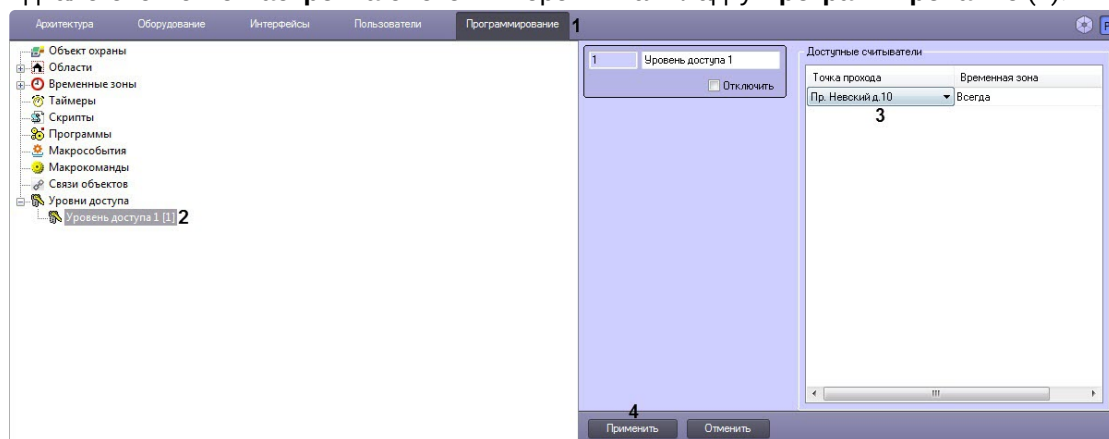 Архитектура Оборудование Интерфейсы Пользователи Программирование 1
Объект охраны
Области
Временные зоны
Таймеры
Скрипты
Программы
Макрособытия
Макрокоманды
Связи объектов
Уровни доступа
Уровень доступа 1 [1] 2
1 Уровень доступа 1
Отключить
Доступные считыватели
Точка прохода Временная зона
Пр. Невский д.10 Всегда
3
4
Применить Отменить